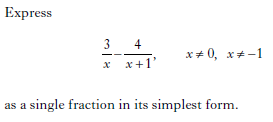 Express
3/x − 4/(x+1), x ≠ 0, x ≠ −1
as a single fraction in its simplest form.